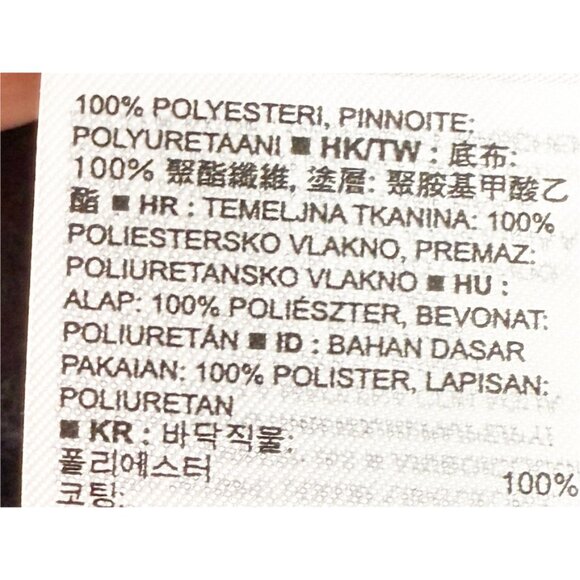 100% POLYESTERI, PINNOITE:
POLYURETAANI ■ HK/TW : 底布:
100% 聚酯纖維, 塗層: 聚胺基甲酸乙
酯 ■ HR : TEMELJNA TKANINA: 100%
POLIESTERSKO VLAKNO, PREMAZ:
POLIURETANSKO VLAKNO ■ HU :
ALAP: 100% POLIÉSZTER, BEVONAT:
POLIURETÁN ■ ID : BAHAN DASAR
PAKAIAN: 100% POLISTER, LAPISAN:
POLIURETAN
■ KR : 바닥직물:
폴리에스터 100%
코팅: